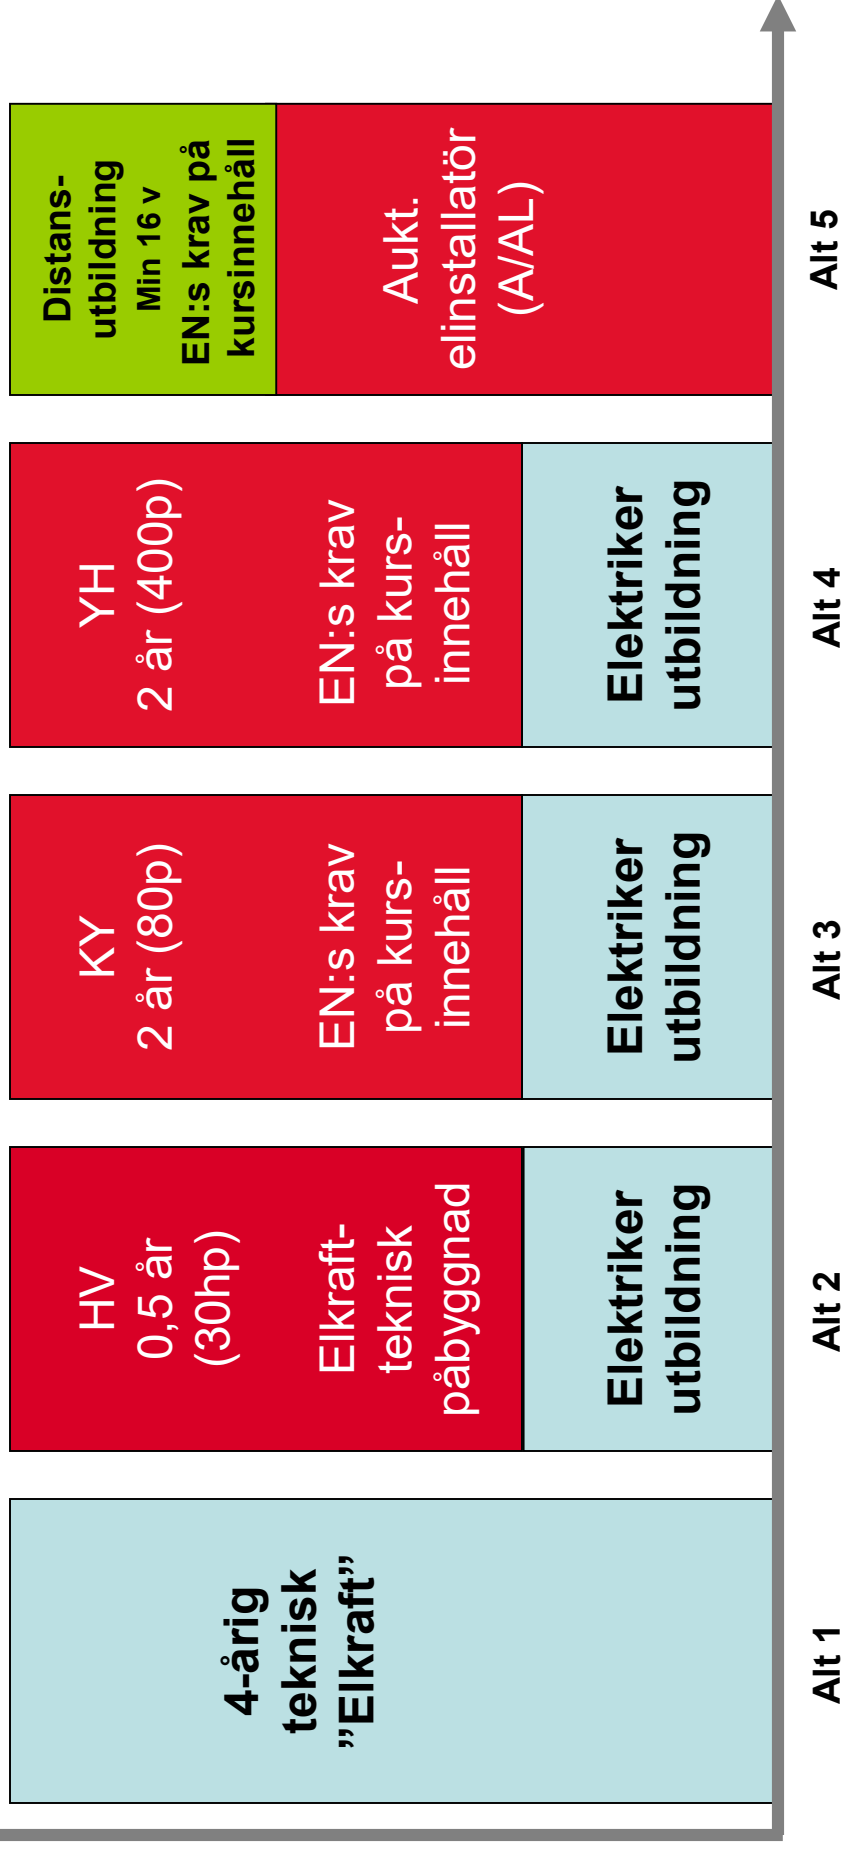 4-årig
teknisk
”Elkraft”
HV
0,5 år
(30hp)
Elkraft-
teknisk
påbyggnad
Elektriker
utbildning
KY
2 år (80p)
EN:s krav
på kurs-
innehåll
Elektriker
utbildning
YH
2 år (400p)
EN:s krav
på kurs-
innehåll
Elektriker
utbildning
Distans-
utbildning
Min 16 v
EN:s krav på
kursinnehåll
Aukt.
elinstallatör
(A/AL)
Alt 1
Alt 2
Alt 3
Alt 4
Alt 5